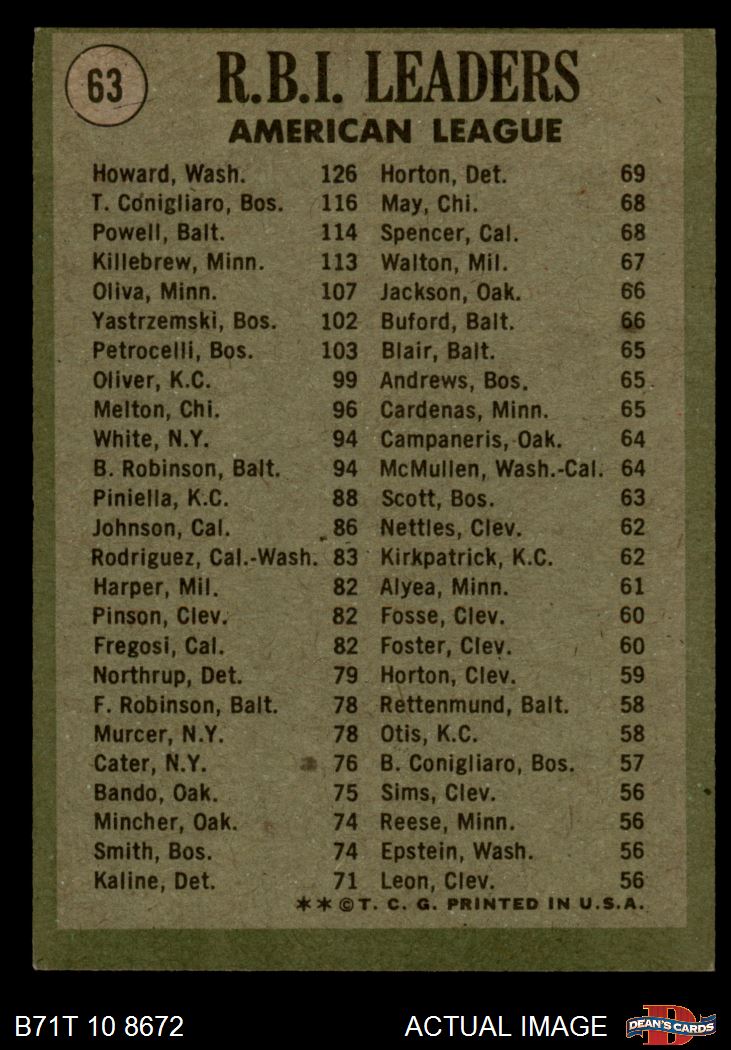 63
R.B.I. LEADERS
AMERICAN LEAGUE
Howard, Wash. 126 Horton, Det. 69
T. Conigliaro, Bos. 116 May, Chi. 68
Powell, Balt. 114 Spencer, Cal. 68
Killebrew, Minn. 113 Walton, Mil. 67
Oliva, Minn. 107 Jackson, Oak. 66
Yastrzemski, Bos. 102 Buford, Balt. 66
Petrocelli, Bos. 103 Blair, Balt. 65
Oliver, K.C. 99 Andrews, Bos. 65
Melton, Chi. 96 Cardenas, Minn. 65
White, N.Y. 94 Campaneris, Oak. 64
B. Robinson, Balt. 94 McMullen, Wash.-Cal. 64
Piniella, K.C. 88 Scott, Bos. 63
Johnson, Cal. 86 Nettles, Clev. 62
Rodriguez, Cal.-Wash. 83 Kirkpatrick, K.C. 62
Harper, Mil. 82 Alyea, Minn. 61
Pinson, Clev. 82 Fosse, Clev. 60
Fregosi, Cal. 82 Foster, Clev. 60
Northrup, Det. 79 Horton, Clev. 59
F. Robinson, Balt. 78 Rettenmund, Balt. 58
Murcer, N.Y. 78 Otis, K.C. 58
Cater, N.Y. 76 B. Conigliaro, Bos. 57
Bando, Oak. 75 Sims, Clev. 56
Mincher, Oak. 74 Reese, Minn. 56
Smith, Bos. 74 Epstein, Wash. 56
Kaline, Det. 71 Leon, Clev. 56
**©T. C. G. PRINTED IN U.S.A.
B71T 10 8672 ACTUAL IMAGE DEAN'S CARDS